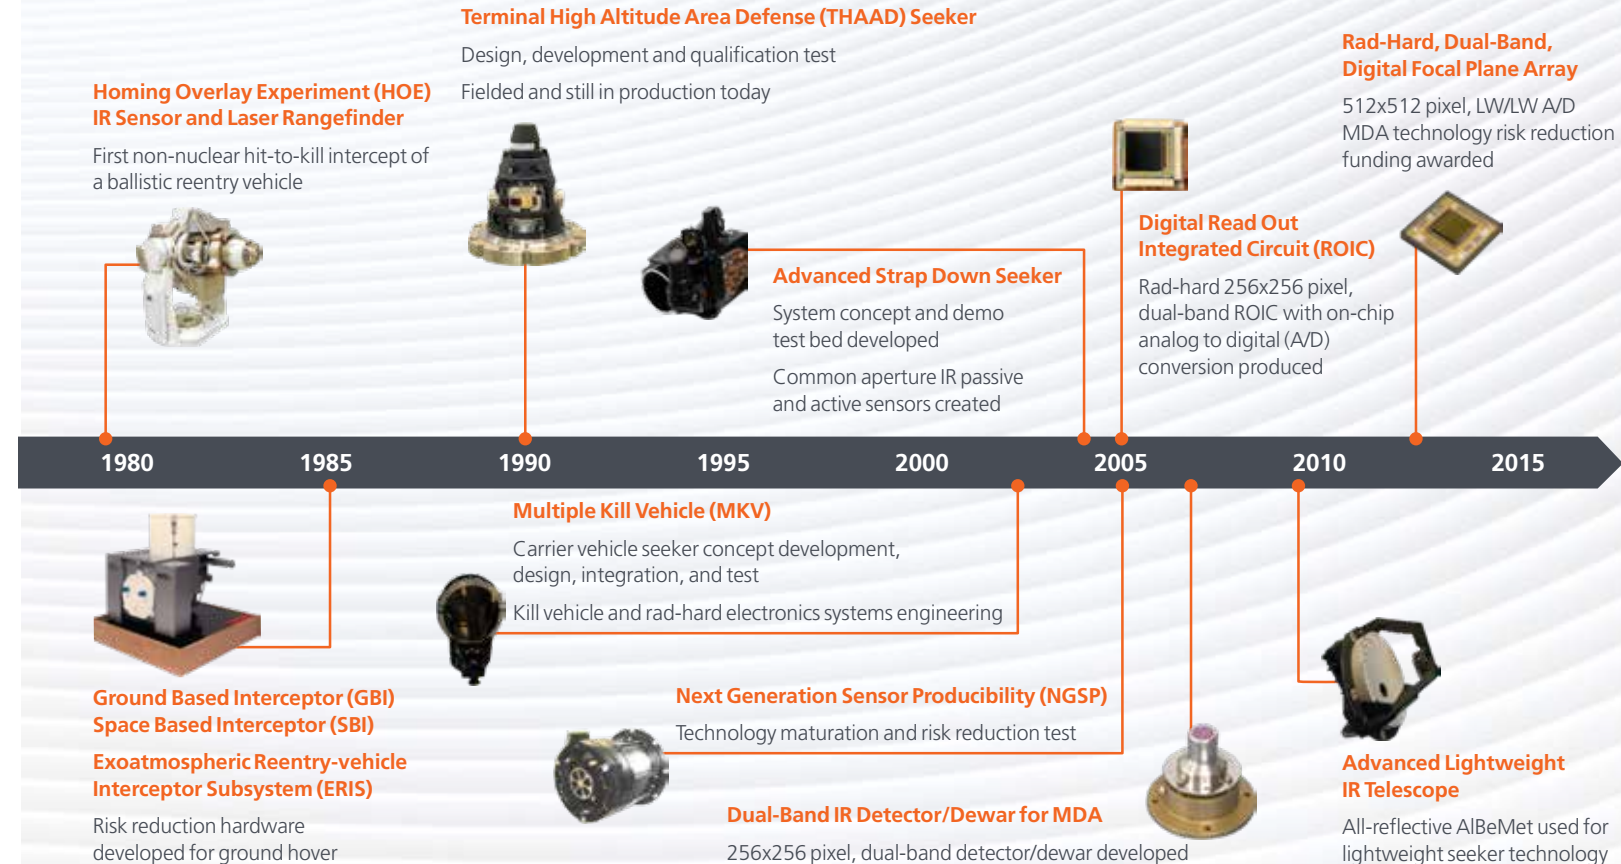 Terminal High Altitude Area Defense (THAAD) Seeker
Design, development and qualification test
Fielded and still in production today
Homing Overlay Experiment (HOE)
IR Sensor and Laser Rangefinder
First non-nuclear hit-to-kill intercept of
a ballistic reentry vehicle
Advanced Strap Down Seeker
System concept and demo
test bed developed
Common aperture IR passive
and active sensors created
Digital Read Out
Integrated Circuit (ROIC)
Rad-hard 256x256 pixel,
dual-band ROIC with on-chip
analog to digital (A/D)
conversion produced
Rad-Hard, Dual-Band,
Digital Focal Plane Array
512x512 pixel, LW/LW A/D
MDA technology risk reduction
funding awarded
1980 1985 1990 1995 2000 2005 2010 2015
Ground Based Interceptor (GBI)
Space Based Interceptor (SBI)
Exoatmospheric Reentry-vehicle
Interceptor Subsystem (ERIS)
Risk reduction hardware
developed for ground hover
Multiple Kill Vehicle (MKV)
Carrier vehicle seeker concept development,
design, integration, and test
Kill vehicle and rad-hard electronics systems engineering
Next Generation Sensor Producibility (NGSP)
Technology maturation and risk reduction test
Dual-Band IR Detector/Dewar for MDA
256x256 pixel, dual-band detector/dewar developed
Advanced Lightweight
IR Telescope
All-reflective AlBeMet used for
lightweight seeker technology